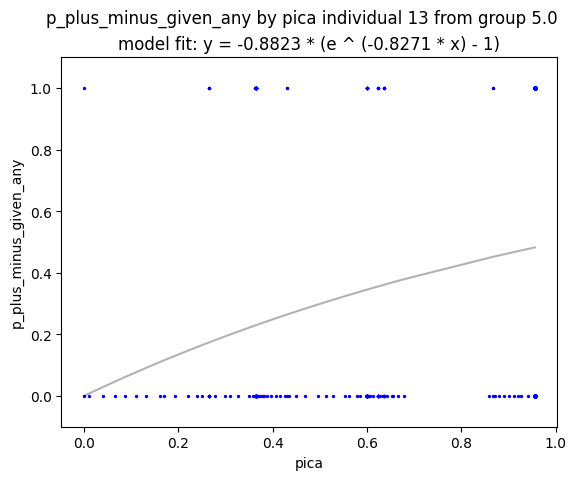 p_plus_minus_given_any by pica individual 13 from group 5.0
model fit: y = -0.8823 * (e ^ (-0.8271 * x) - 1)
1.0
0.8
0.6
0.4
0.2
0.0
p_plus_minus_given_any
0.0 0.2 0.4 0.6 0.8 1.0
pica